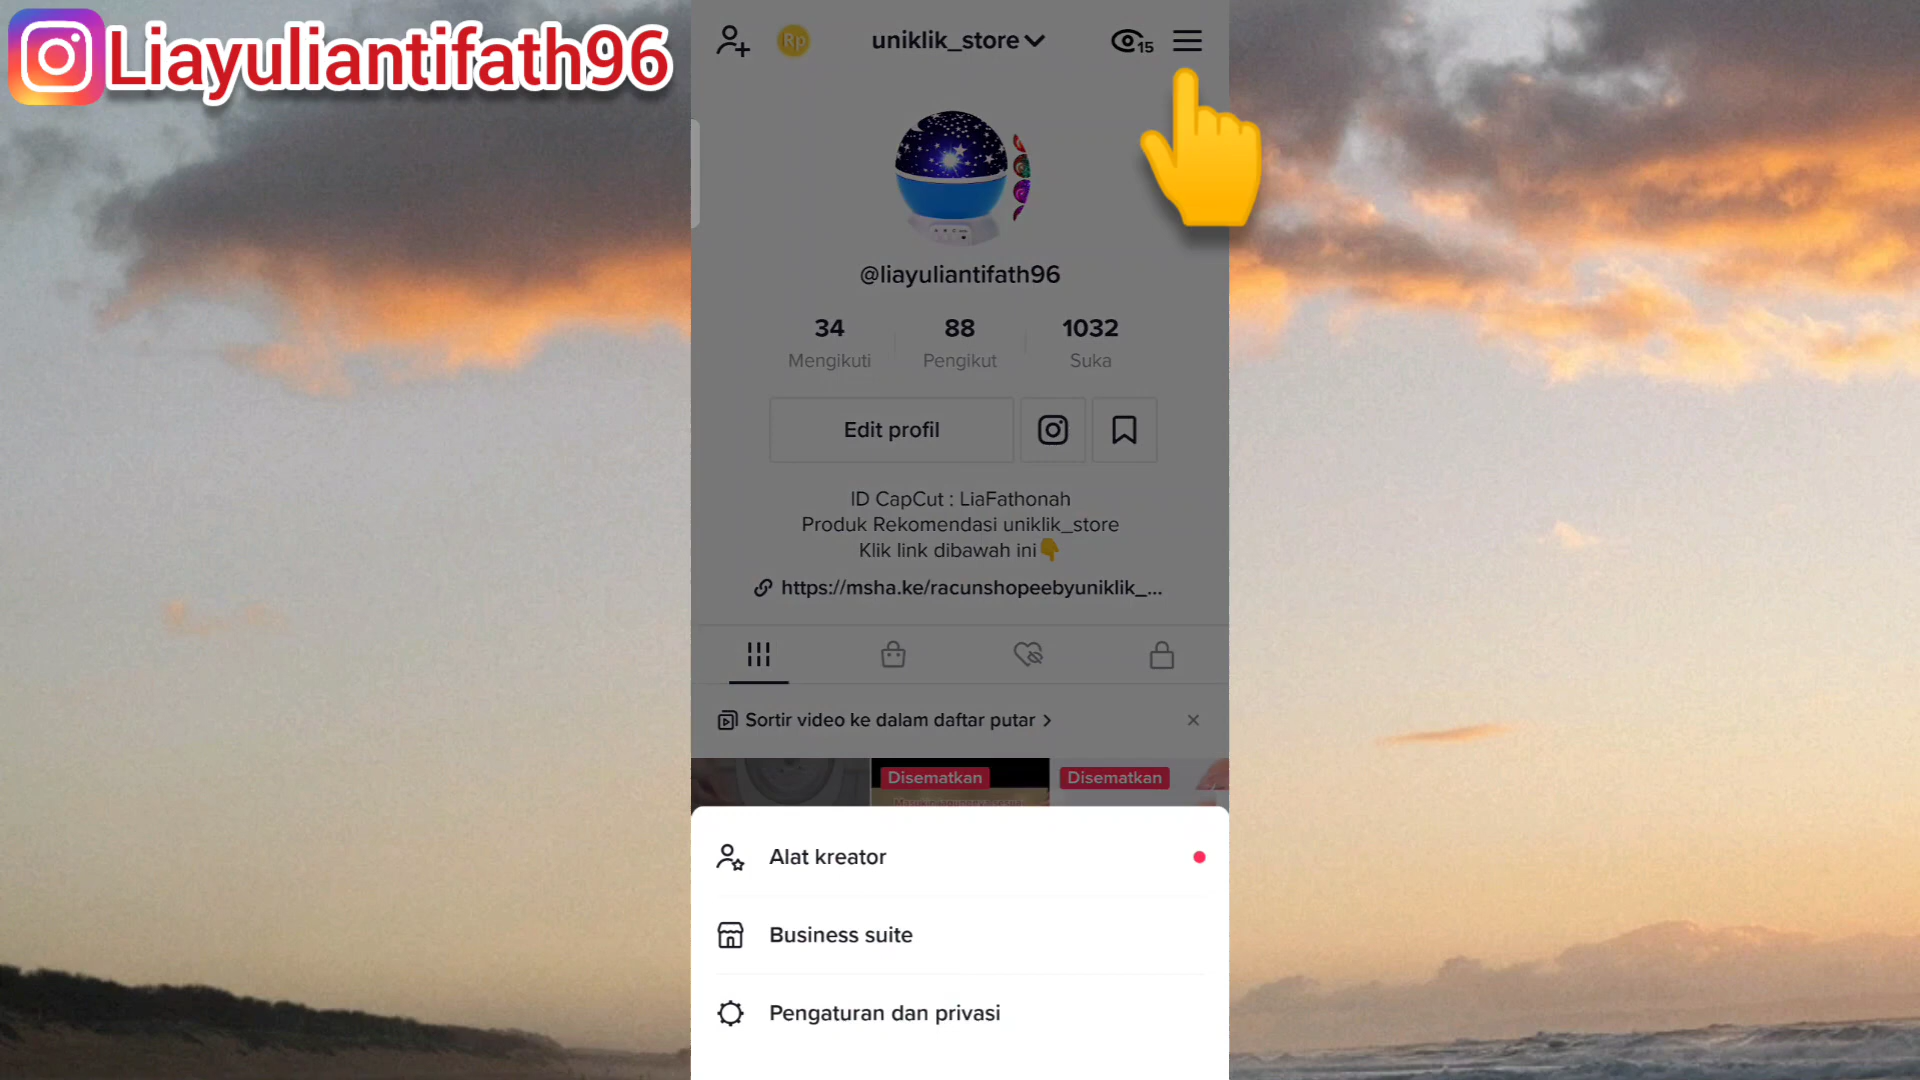 Liayuliantifath96
Rp
uniklik_store
15
@liayuliantifath96
34
88
1032
Mengikuti
Pengikut
Suka
Edit profil
ID CapCut : LiaFathonah
Produk Rekomendasi uniklik_store
Klik link dibawah ini👇
https://msha.ke/racunshopeebyuniklik_...
Sortir video ke dalam daftar putar >
Disematkan
Disematkan
Alat kreator
Business suite
Pengaturan dan privasi